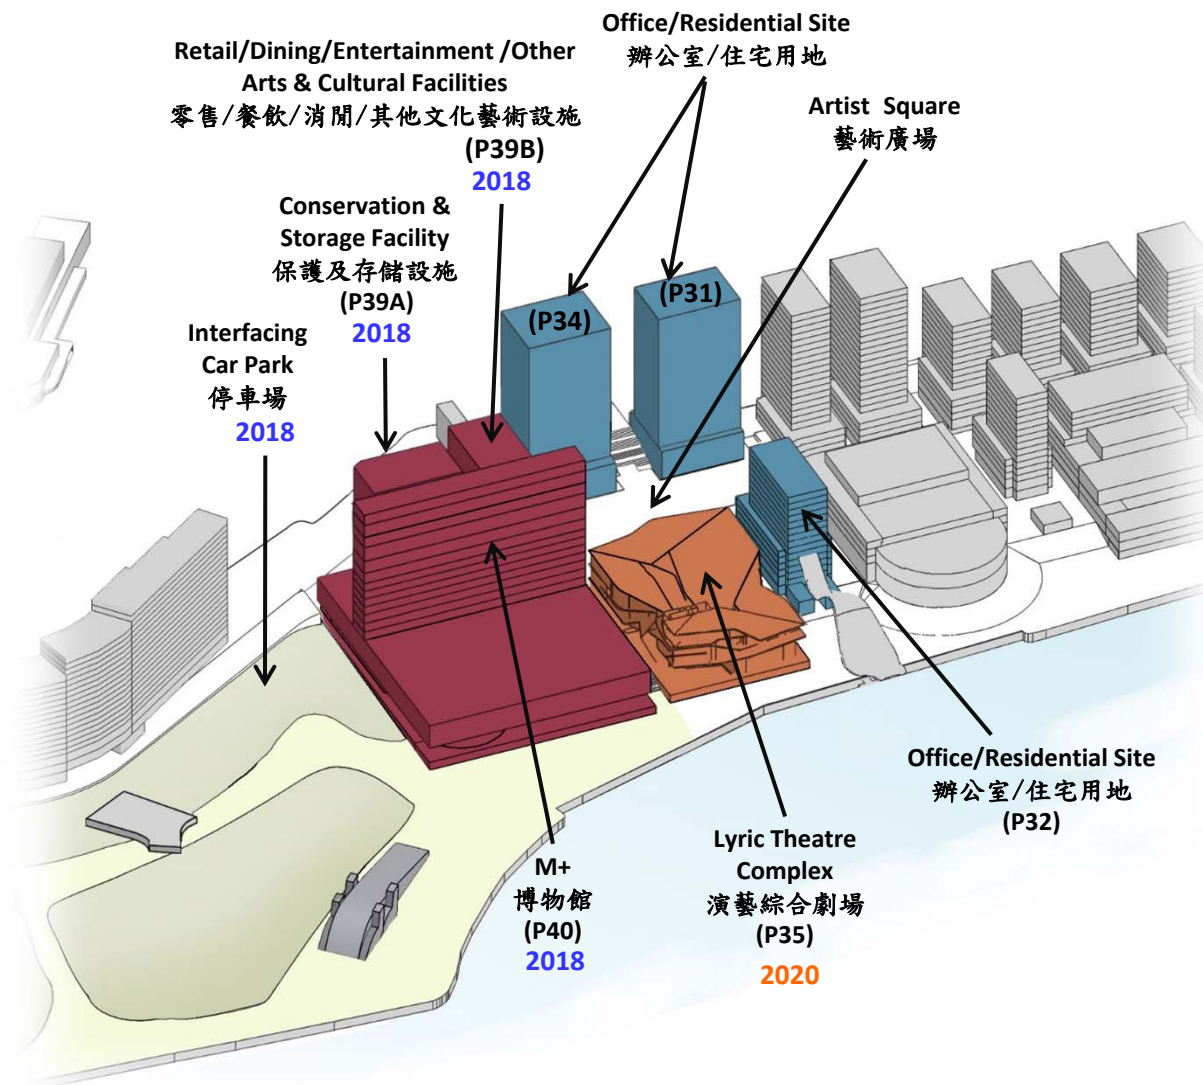 Office/Residential Site
辦公室/住宅用地
Retail/Dining/Entertainment /Other
Arts & Cultural Facilities
零售/餐飲/消閒/其他文化藝術設施
(P39B)
2018
Artist Square
藝術廣場
Conservation &
Storage Facility
保護及存儲設施
(P39A)
2018
(P34)
(P31)
Interfacing
Car Park
停車場
2018
Office/Residential Site
辦公室/住宅用地
(P32)
M+
博物館
(P40)
2018
Lyric Theatre
Complex
演藝綜合劇場
(P35)
2020